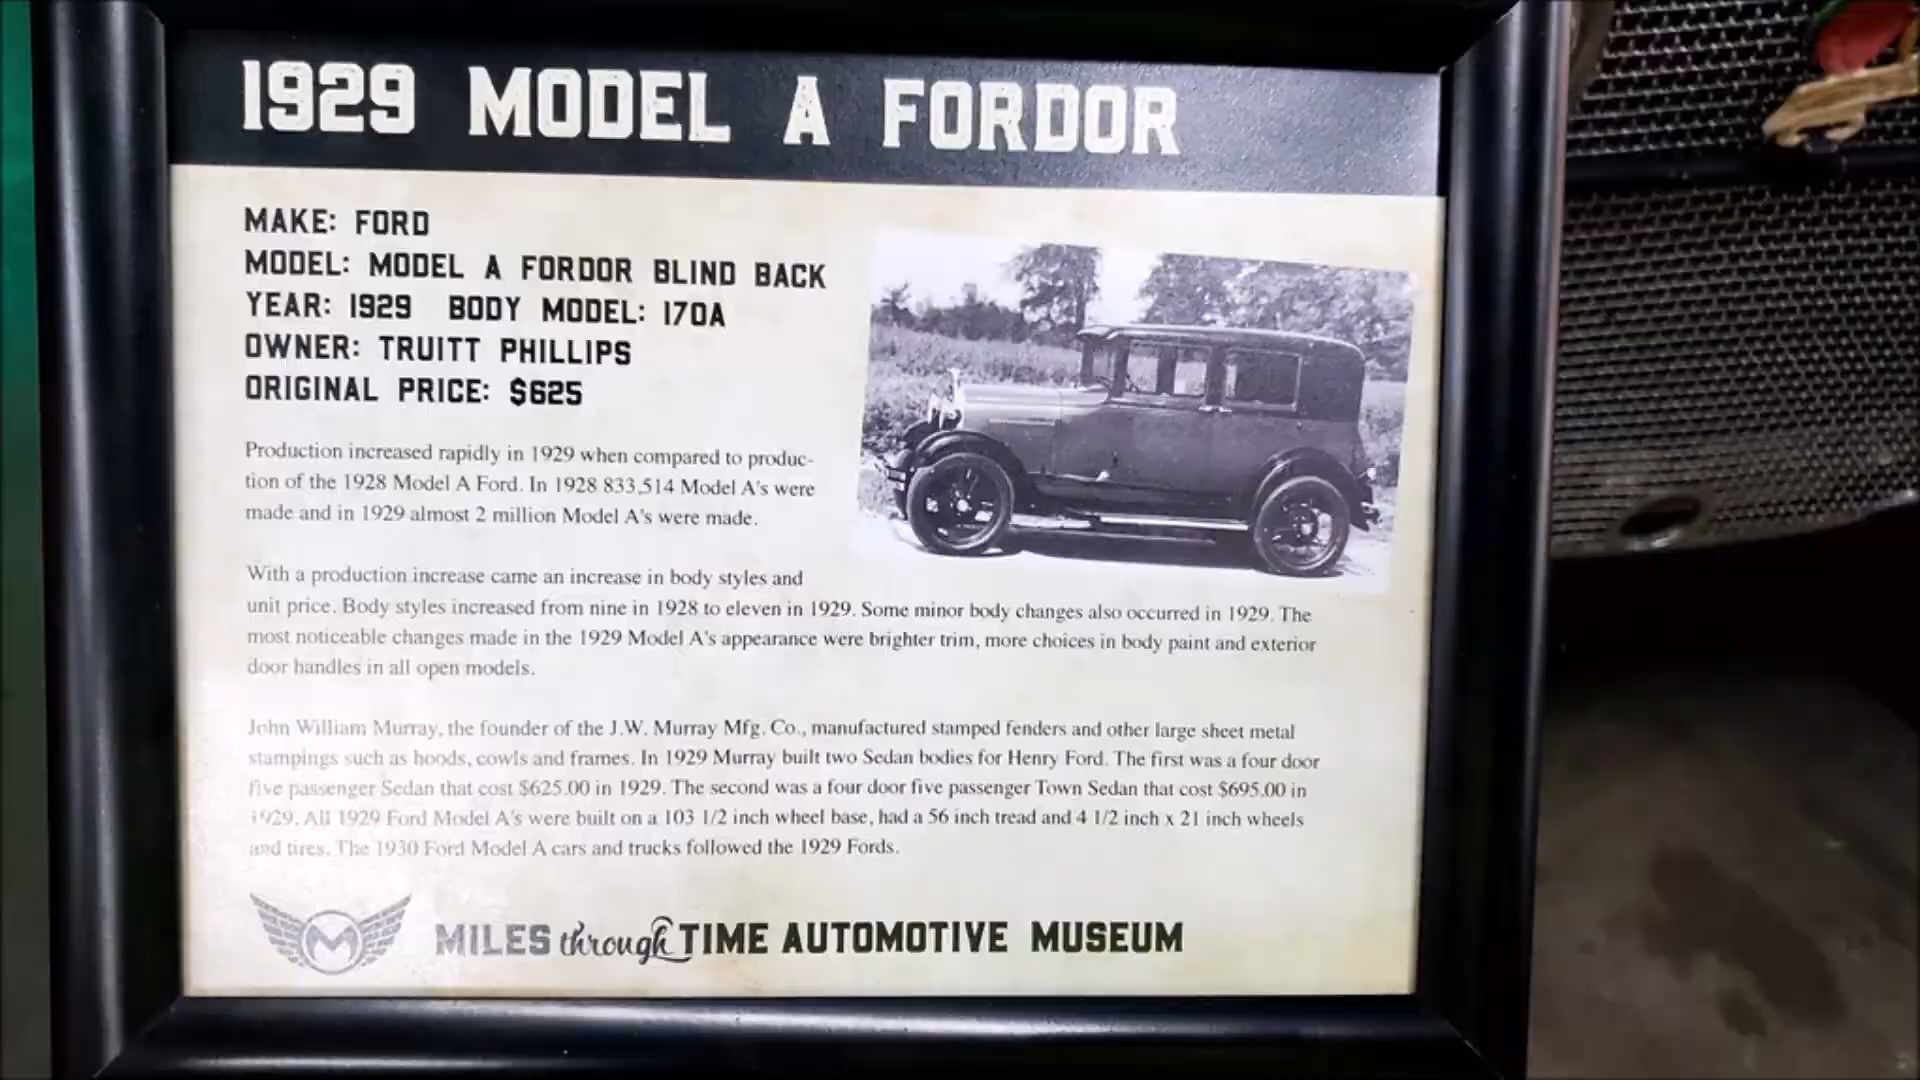 1929 MODEL A FORDOR
MAKE: FORD
MODEL: MODEL A FORDOR BLIND BACK
YEAR: 1929 BODY MODEL: 170A
OWNER: TRUITT PHILLIPS
ORIGINAL PRICE: $625
Production increased rapidly in 1929 when compared to produc-
tion of the 1928 Model A Ford. In 1928 833,514 Model A's were
made and in 1929 almost 2 million Model A's were made.
With a production increase came an increase in body styles and
unit price. Body styles increased from nine in 1928 to eleven in 1929. Some minor body changes also occurred in 1929. The
most noticeable changes made in the 1929 Model A's appearance were brighter trim, more choices in body paint and exterior
door handles in all open models.
John William Murray, the founder of the J.W. Murray Mfg. Co., manufactured stamped fenders and other large sheet metal
stampings such as hoods, cowls and frames. In 1929 Murray built two Sedan bodies for Henry Ford. The first was a four door
five passenger Sedan that cost $625.00 in 1929. The second was a four door five passenger Town Sedan that cost $695.00 in
1929. All 1929 Ford Model A's were built on a 103 1/2 inch wheel base, had a 56 inch tread and 4 1/2 inch x 21 inch wheels
and tires. The 1930 Ford Model A cars and trucks followed the 1929 Fords.
M MILES through TIME AUTOMOTIVE MUSEUM